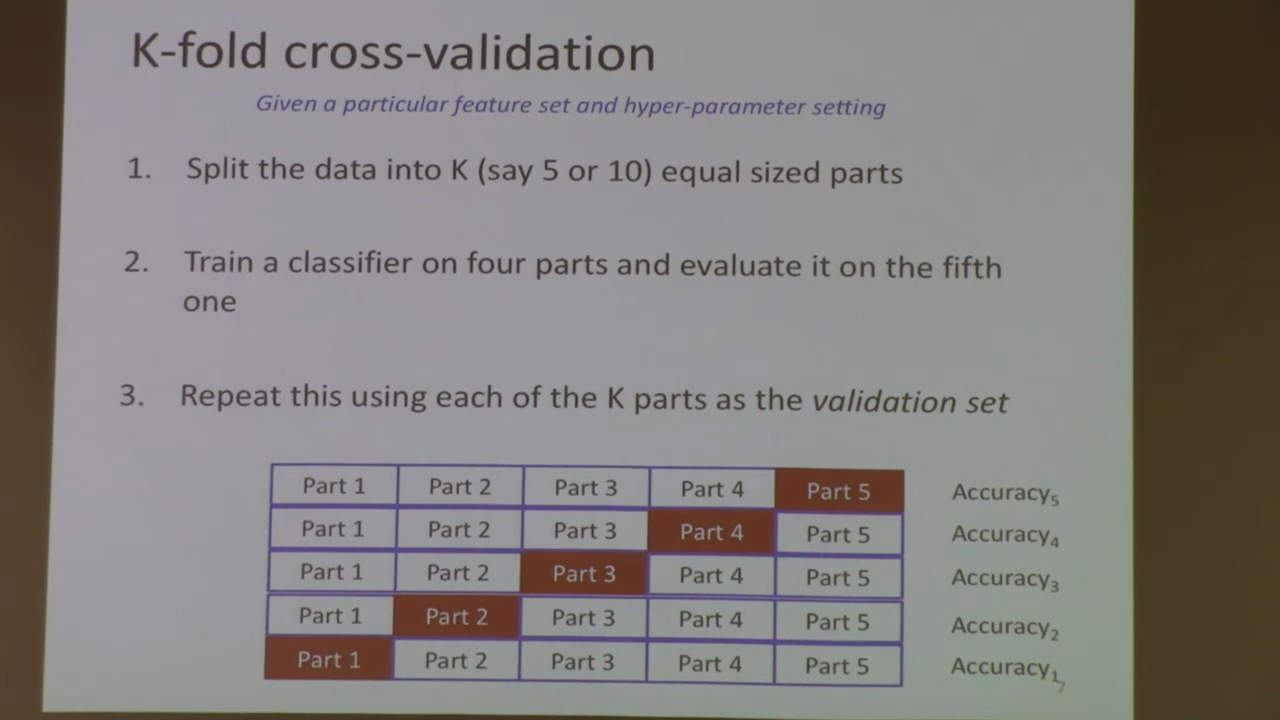 K-fold cross-validation
Given a particular feature set and hyper-parameter setting
1. Split the data into K (say 5 or 10) equal sized parts
2. Train a classifier on four parts and evaluate it on the fifth
one
3. Repeat this using each of the K parts as the validation set
Part 1 Part 2 Part 3 Part 4 Part 5 Accuracy₅
Part 1 Part 2 Part 3 Part 4 Part 5 Accuracy₄
Part 1 Part 2 Part 3 Part 4 Part 5 Accuracy₃
Part 1 Part 2 Part 3 Part 4 Part 5 Accuracy₂
Part 1 Part 2 Part 3 Part 4 Part 5 Accuracy₁